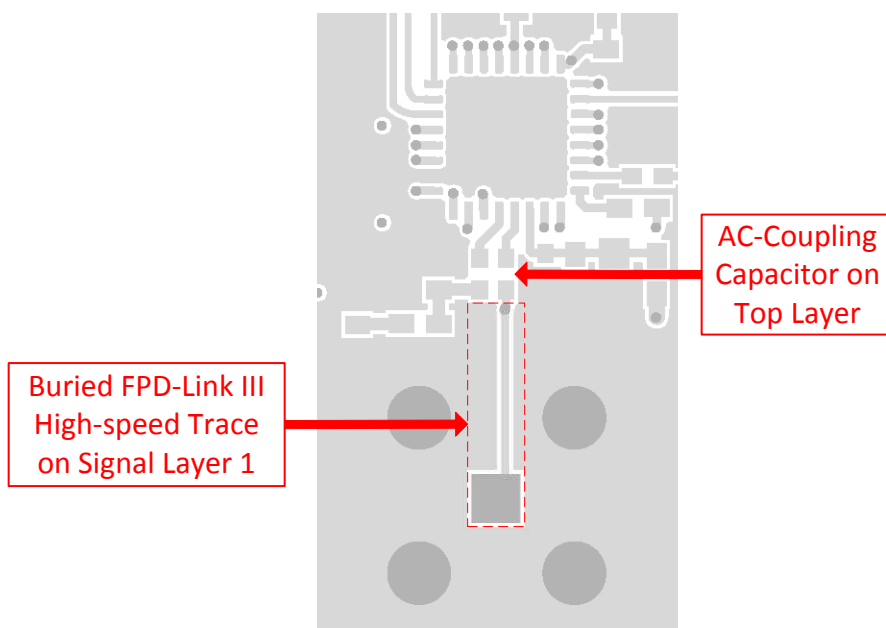 AC-Coupling
Capacitor on
Top Layer
Buried FPD-Link III
High-speed Trace
on Signal Layer 1